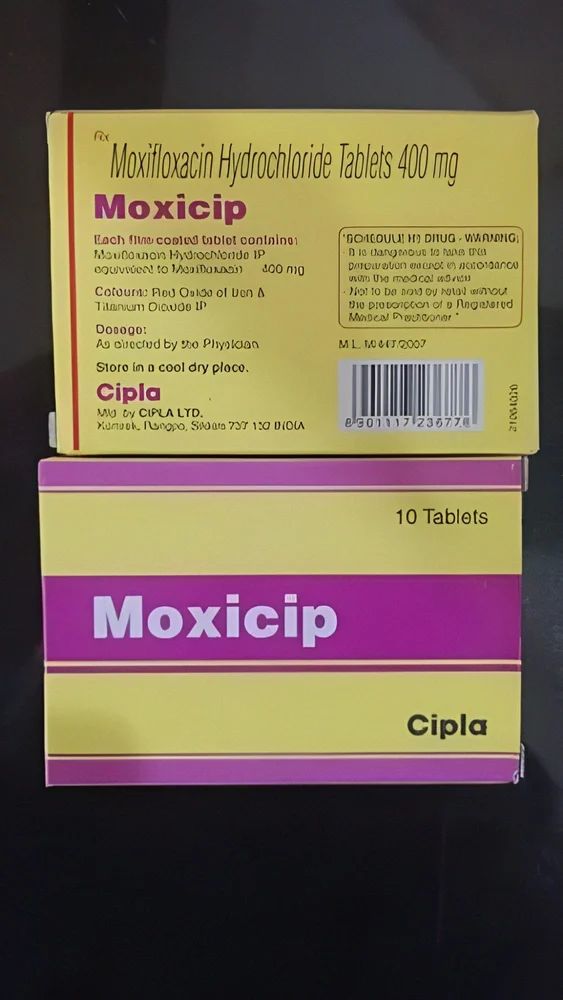 Rx
Moxifloxacin Hydrochloride Tablets 400 mg
Moxicip
Each film coated tablet contains:
Hydrochloride IP
equivalent to 400 mg
Colours: Red Oxide of Iron &
Titanium Dioxide IP
Dosage:
As directed by the Physician
Store in a cool dry place.
Cipla
Mfd. by CIPLA LTD.
INDIA
DRUG - WARNING
It is dangerous to take this
preparation except in accordance
with the medical advice
Not to be sold by retail without
the prescription of a Registered
Medical Practitioner
M.L.
10 Tablets
Moxicip
Cipla